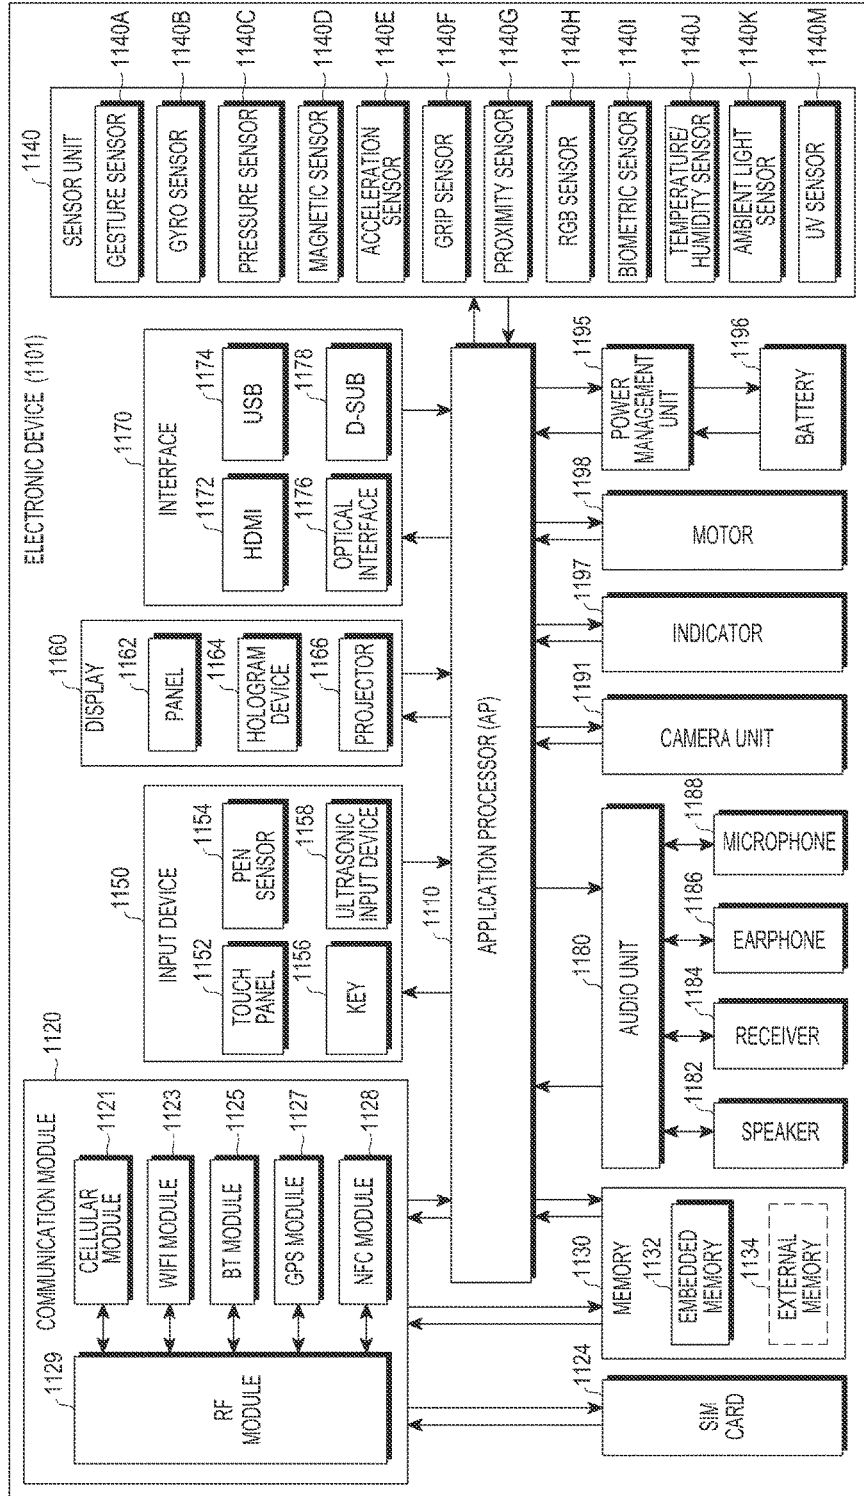 ELECTRONIC DEVICE (1101)
1120
COMMUNICATION MODULE
1129
RF
MODULE
CELLULAR
MODULE
1121
WIFI MODULE
1123
BT MODULE
1125
GPS MODULE
1127
NFC MODULE
1128
1150
INPUT DEVICE
1152
TOUCH
PANEL
1154
PEN
SENSOR
1156
KEY
1158
ULTRASONIC
INPUT DEVICE
1160
DISPLAY
1162
PANEL
1164
HOLOGRAM
DEVICE
1166
PROJECTOR
1170
INTERFACE
1172
HDMI
1174
USB
1176
OPTICAL
INTERFACE
1178
D-SUB
1140
SENSOR UNIT
GESTURE SENSOR
1140A
GYRO SENSOR
1140B
PRESSURE SENSOR
1140C
MAGNETIC SENSOR
1140D
ACCELERATION
SENSOR
1140E
GRIP SENSOR
1140F
PROXIMITY SENSOR
1140G
RGB SENSOR
1140H
BIOMETRIC SENSOR
1140I
TEMPERATURE/
HUMIDITY SENSOR
1140J
AMBIENT LIGHT
SENSOR
1140K
UV SENSOR
1140M
1110
APPLICATION PROCESSOR (AP)
1124
SIM
CARD
1130
MEMORY
1132
EMBEDDED
MEMORY
1134
EXTERNAL
MEMORY
1180
AUDIO UNIT
1182
SPEAKER
1184
RECEIVER
1186
EARPHONE
1188
MICROPHONE
1191
CAMERA UNIT
1197
INDICATOR
1198
MOTOR
1195
POWER
MANAGEMENT
UNIT
1196
BATTERY